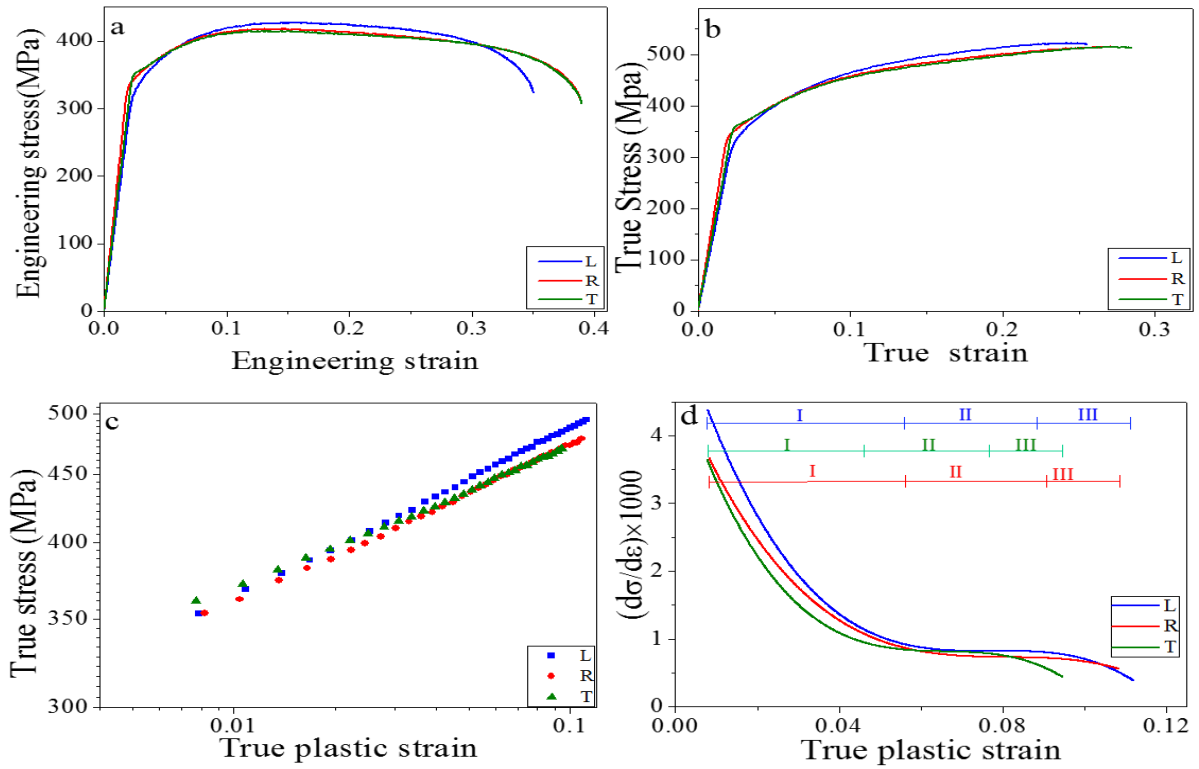 a
Engineering stress(MPa)
400
300
200
100
0
0.0
0.1
0.2
0.3
0.4
Engineering strain
L
R
T
b
True Stress (Mpa)
500
400
300
200
100
0
0.0
0.1
0.2
0.3
True strain
L
R
T
c
True stress (MPa)
500
450
400
350
300
0.01
0.1
True plastic strain
L
R
T
d
(dσ/dε)×1000
4
3
2
1
0
0.00
0.04
0.08
0.12
True plastic strain
I II III
I II III
I II III
L
R
T